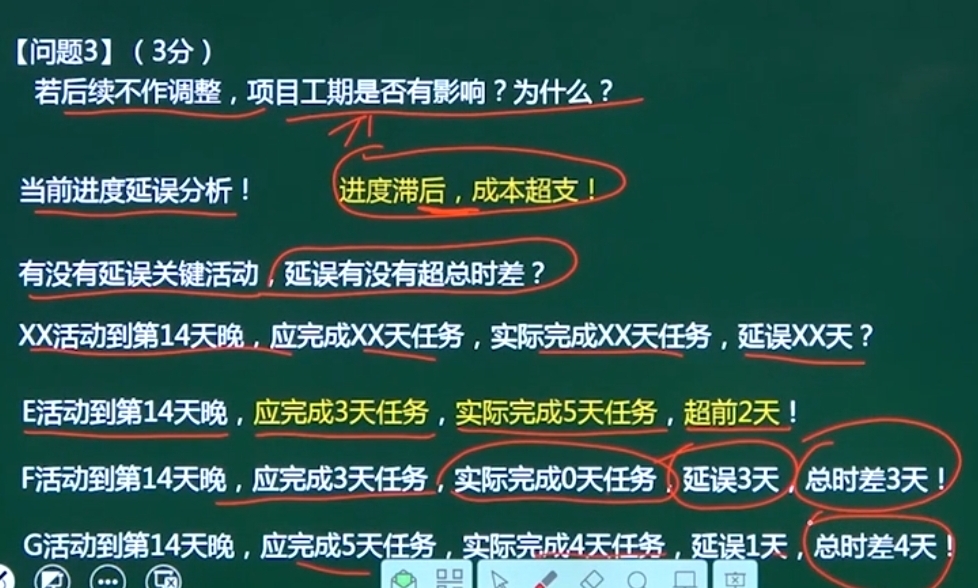 【问题3】（3分）
若后续不作调整，项目工期是否有影响？为什么？
当前进度延误分析！ 进度滞后，成本超支！
有没有延误关键活动，延误有没有超总时差？
XX活动到第14天晚，应完成XX天任务，实际完成XX天任务，延误XX天？
E活动到第14天晚，应完成3天任务，实际完成5天任务，超前2天！
F活动到第14天晚，应完成3天任务，实际完成0天任务，延误3天，总时差3天！
G活动到第14天晚，应完成5天任务，实际完成4天任务，延误1天，总时差4天！